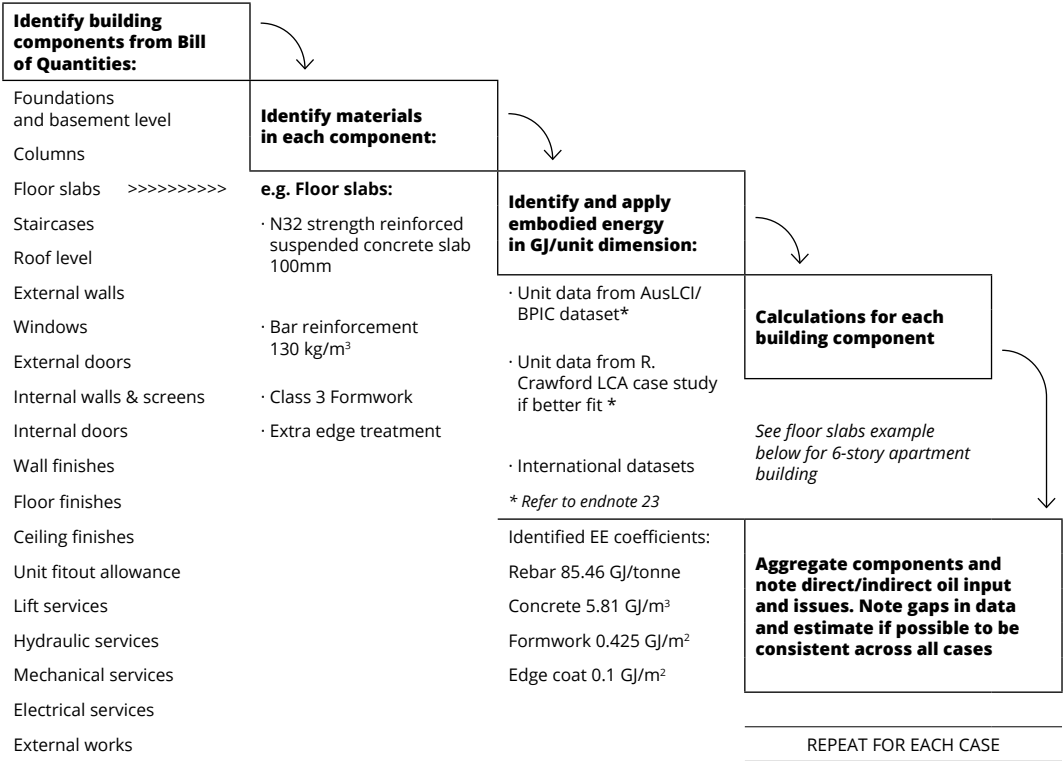 Identify building
components from Bill
of Quantities:
Foundations
and basement level
Columns
Floor slabs >>>>>>>>>>
Staircases
Roof level
External walls
Windows
External doors
Internal walls & screens
Internal doors
Wall finishes
Floor finishes
Ceiling finishes
Unit fitout allowance
Lift services
Hydraulic services
Mechanical services
Electrical services
External works
Identify materials
in each component:
e.g. Floor slabs:
· N32 strength reinforced
suspended concrete slab
100mm
· Bar reinforcement
130 kg/m³
· Class 3 Formwork
· Extra edge treatment
Identify and apply
embodied energy
in GJ/unit dimension:
· Unit data from AusLCI/
BPIC dataset*
· Unit data from R.
Crawford LCA case study
if better fit *
· International datasets
* Refer to endnote 23
Identified EE coefficients:
Rebar 85.46 GJ/tonne
Concrete 5.81 GJ/m³
Formwork 0.425 GJ/m²
Edge coat 0.1 GJ/m²
Calculations for each
building component
See floor slabs example
below for 6-story apartment
building
Aggregate components and
note direct/indirect oil input
and issues. Note gaps in data
and estimate if possible to be
consistent across all cases
REPEAT FOR EACH CASE